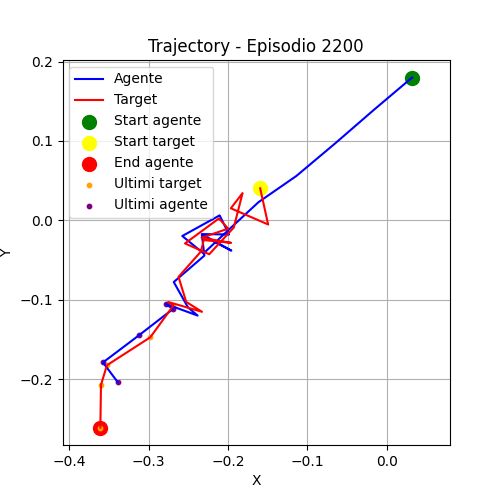 Trajectory - Episodio 2200
Agente
Target
Start agente
Start target
End agente
Ultimi target
Ultimi agente
0.2
0.1
0.0
−0.1
−0.2
Y
−0.4
−0.3
−0.2
−0.1
0.0
X